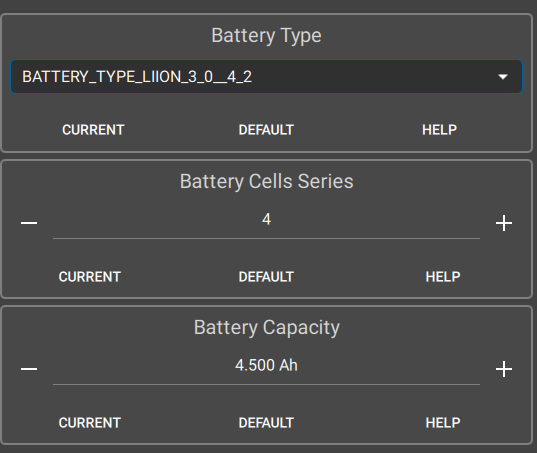 Battery Type
BATTERY_TYPE_LIION_3_0__4_2
CURRENT DEFAULT HELP
Battery Cells Series
4
CURRENT DEFAULT HELP
Battery Capacity
4.500 Ah
CURRENT DEFAULT HELP